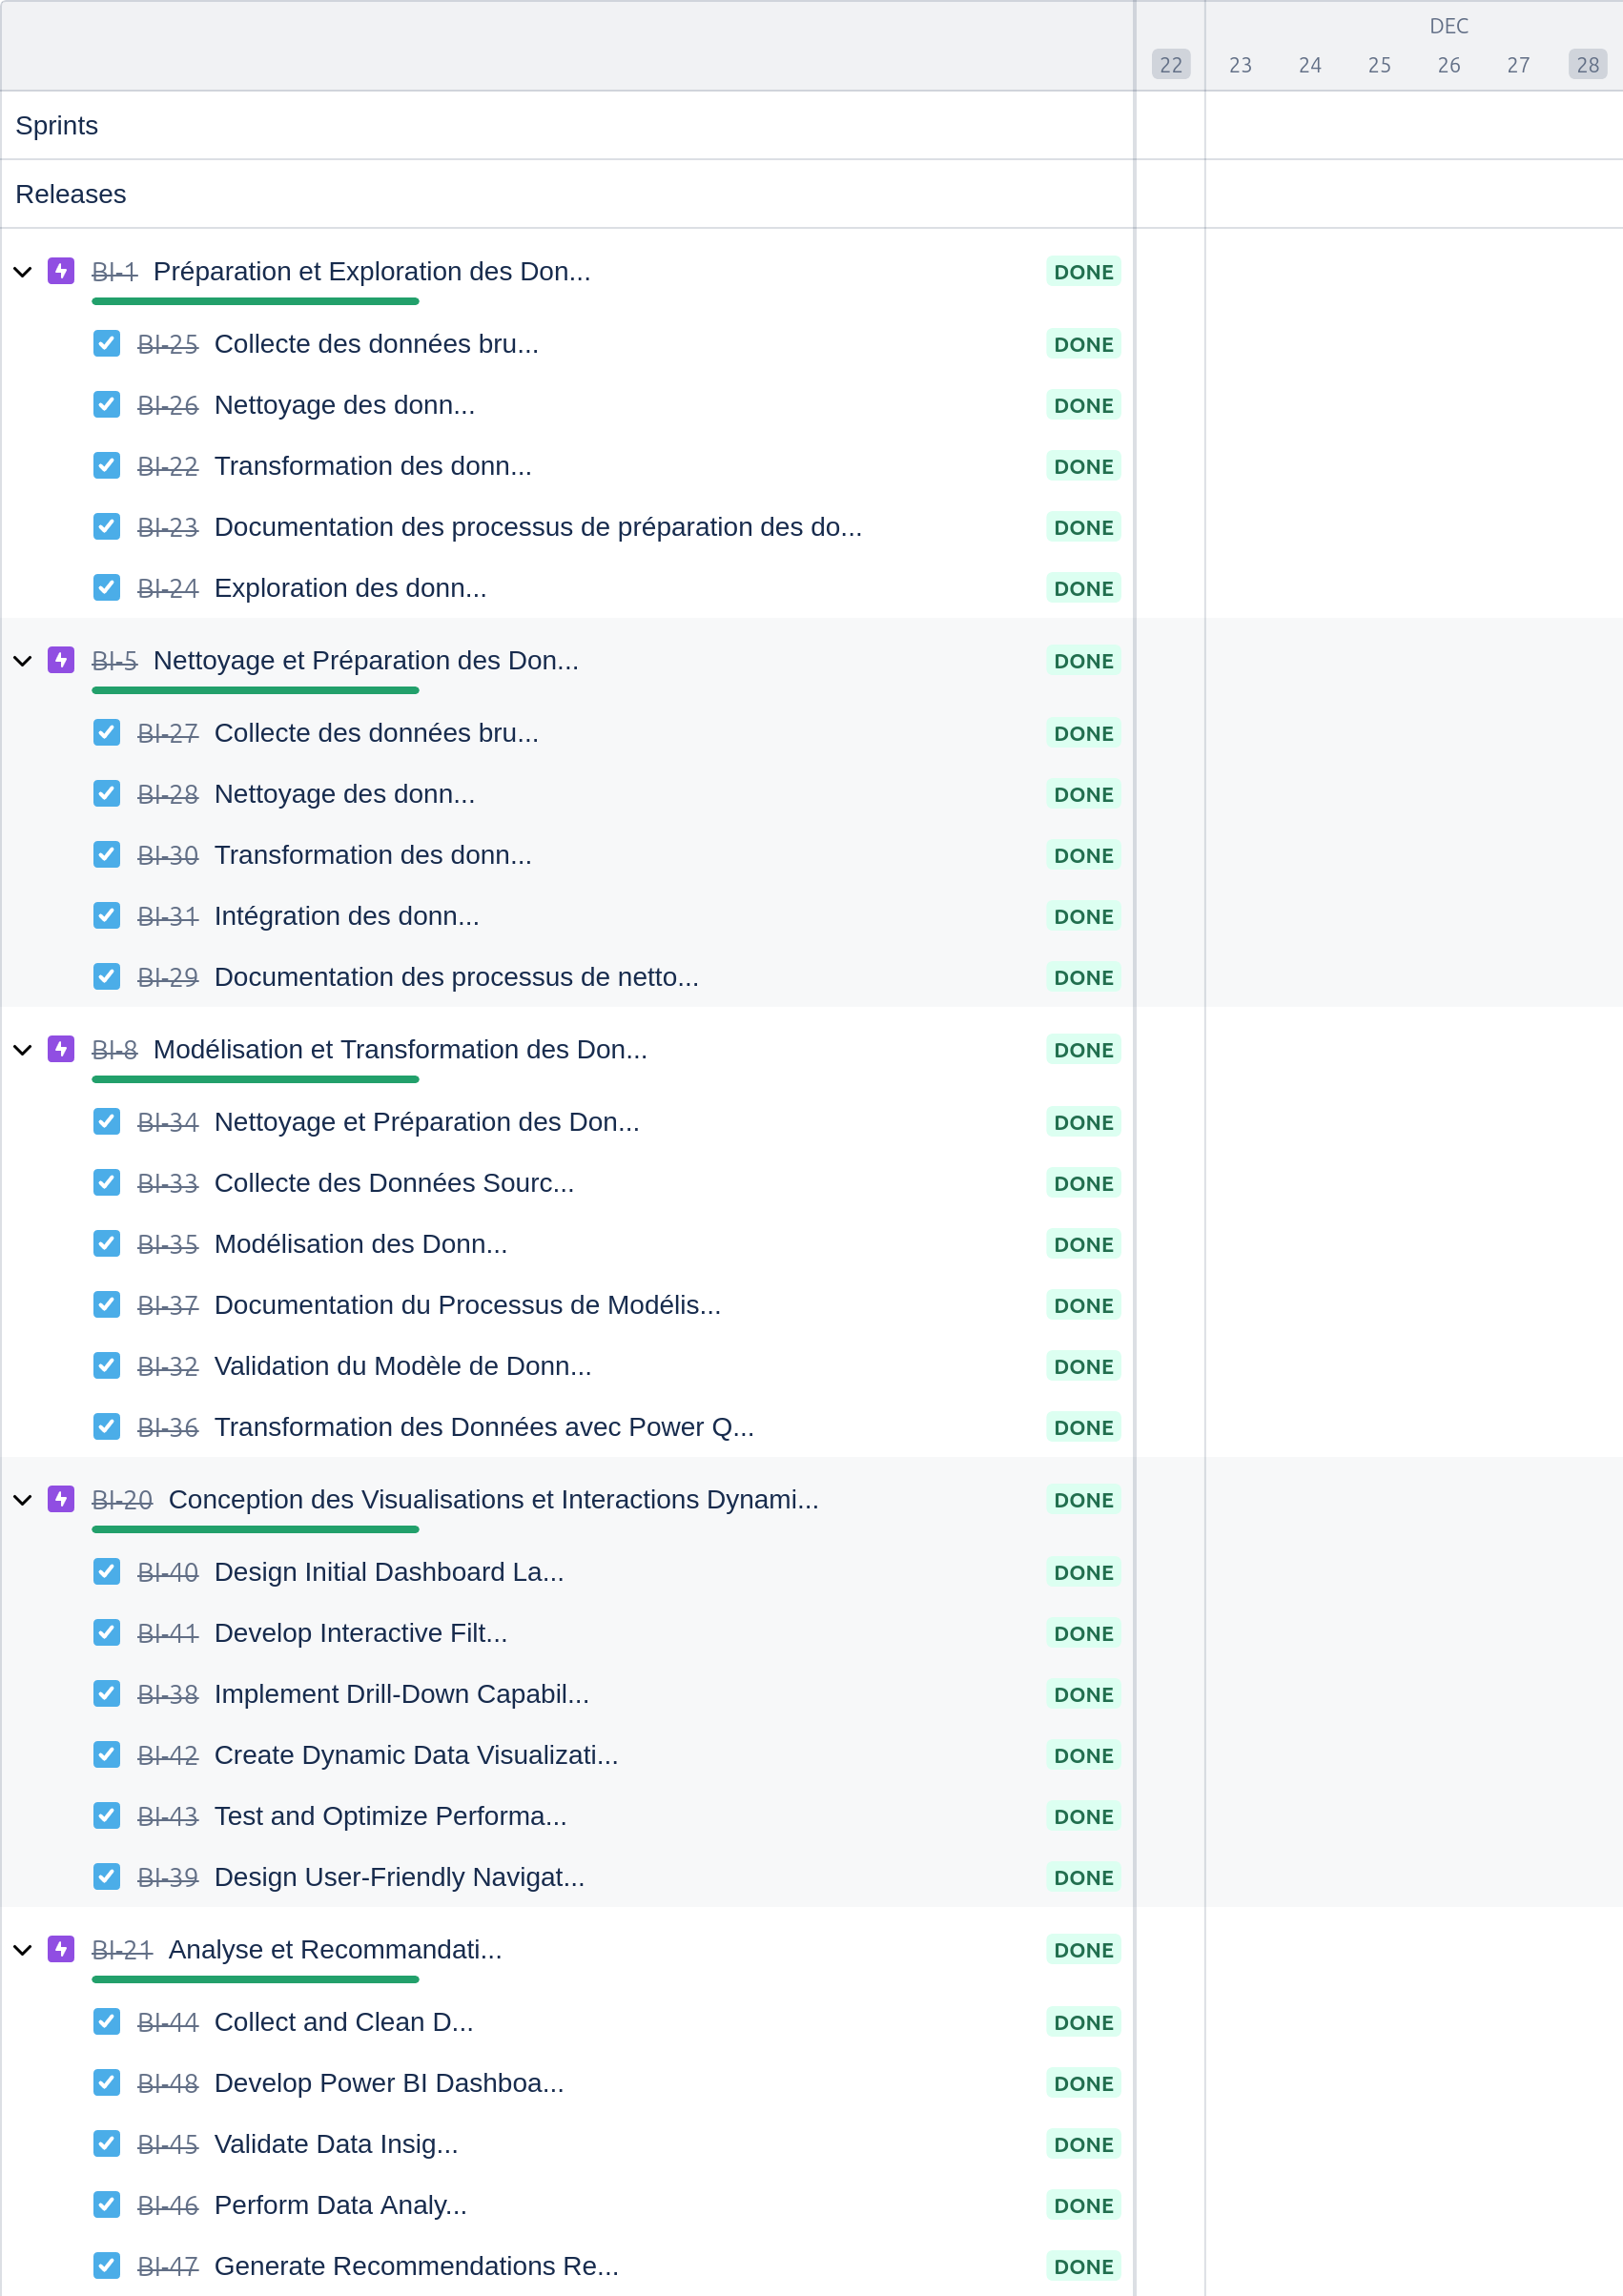 DEC
22 23 24 25 26 27 28
Sprints
Releases
BI-1 Préparation et Exploration des Don... DONE
BI-25 Collecte des données bru... DONE
BI-26 Nettoyage des donn... DONE
BI-22 Transformation des donn... DONE
BI-23 Documentation des processus de préparation des do... DONE
BI-24 Exploration des donn... DONE
BI-5 Nettoyage et Préparation des Don... DONE
BI-27 Collecte des données bru... DONE
BI-28 Nettoyage des donn... DONE
BI-30 Transformation des donn... DONE
BI-31 Intégration des donn... DONE
BI-29 Documentation des processus de netto... DONE
BI-8 Modélisation et Transformation des Don... DONE
BI-34 Nettoyage et Préparation des Don... DONE
BI-33 Collecte des Données Sourc... DONE
BI-35 Modélisation des Donn... DONE
BI-37 Documentation du Processus de Modélis... DONE
BI-32 Validation du Modèle de Donn... DONE
BI-36 Transformation des Données avec Power Q... DONE
BI-20 Conception des Visualisations et Interactions Dynami... DONE
BI-40 Design Initial Dashboard La... DONE
BI-41 Develop Interactive Filt... DONE
BI-38 Implement Drill-Down Capabil... DONE
BI-42 Create Dynamic Data Visualizati... DONE
BI-43 Test and Optimize Performa... DONE
BI-39 Design User-Friendly Navigat... DONE
BI-21 Analyse et Recommandati... DONE
BI-44 Collect and Clean D... DONE
BI-48 Develop Power BI Dashboa... DONE
BI-45 Validate Data Insig... DONE
BI-46 Perform Data Analy... DONE
BI-47 Generate Recommendations Re... DONE